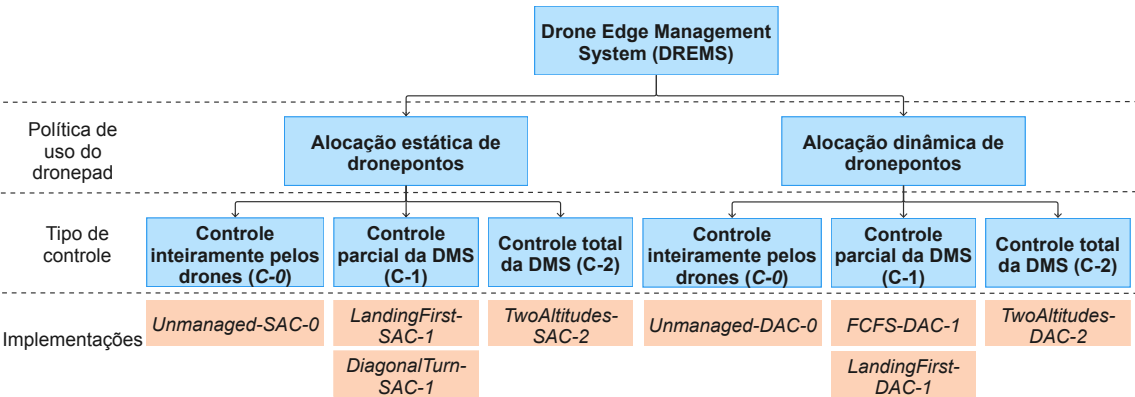 Drone Edge Management
System (DREMS)
Política de
uso do
dronepad
Alocação estática de
dronepontos
Alocação dinâmica de
dronepontos
Tipo de
controle
Controle
inteiramente pelos
drones (C-0)
Controle
parcial da DMS
(C-1)
Controle total
da DMS (C-2)
Controle
inteiramente pelos
drones (C-0)
Controle
parcial da DMS
(C-1)
Controle total
da DMS (C-2)
Implementações
Unmanaged-SAC-0
LandingFirst-
SAC-1
DiagonalTurn-
SAC-1
TwoAltitudes-
SAC-2
Unmanaged-DAC-0
FCFS-DAC-1
LandingFirst-
DAC-1
TwoAltitudes-
DAC-2